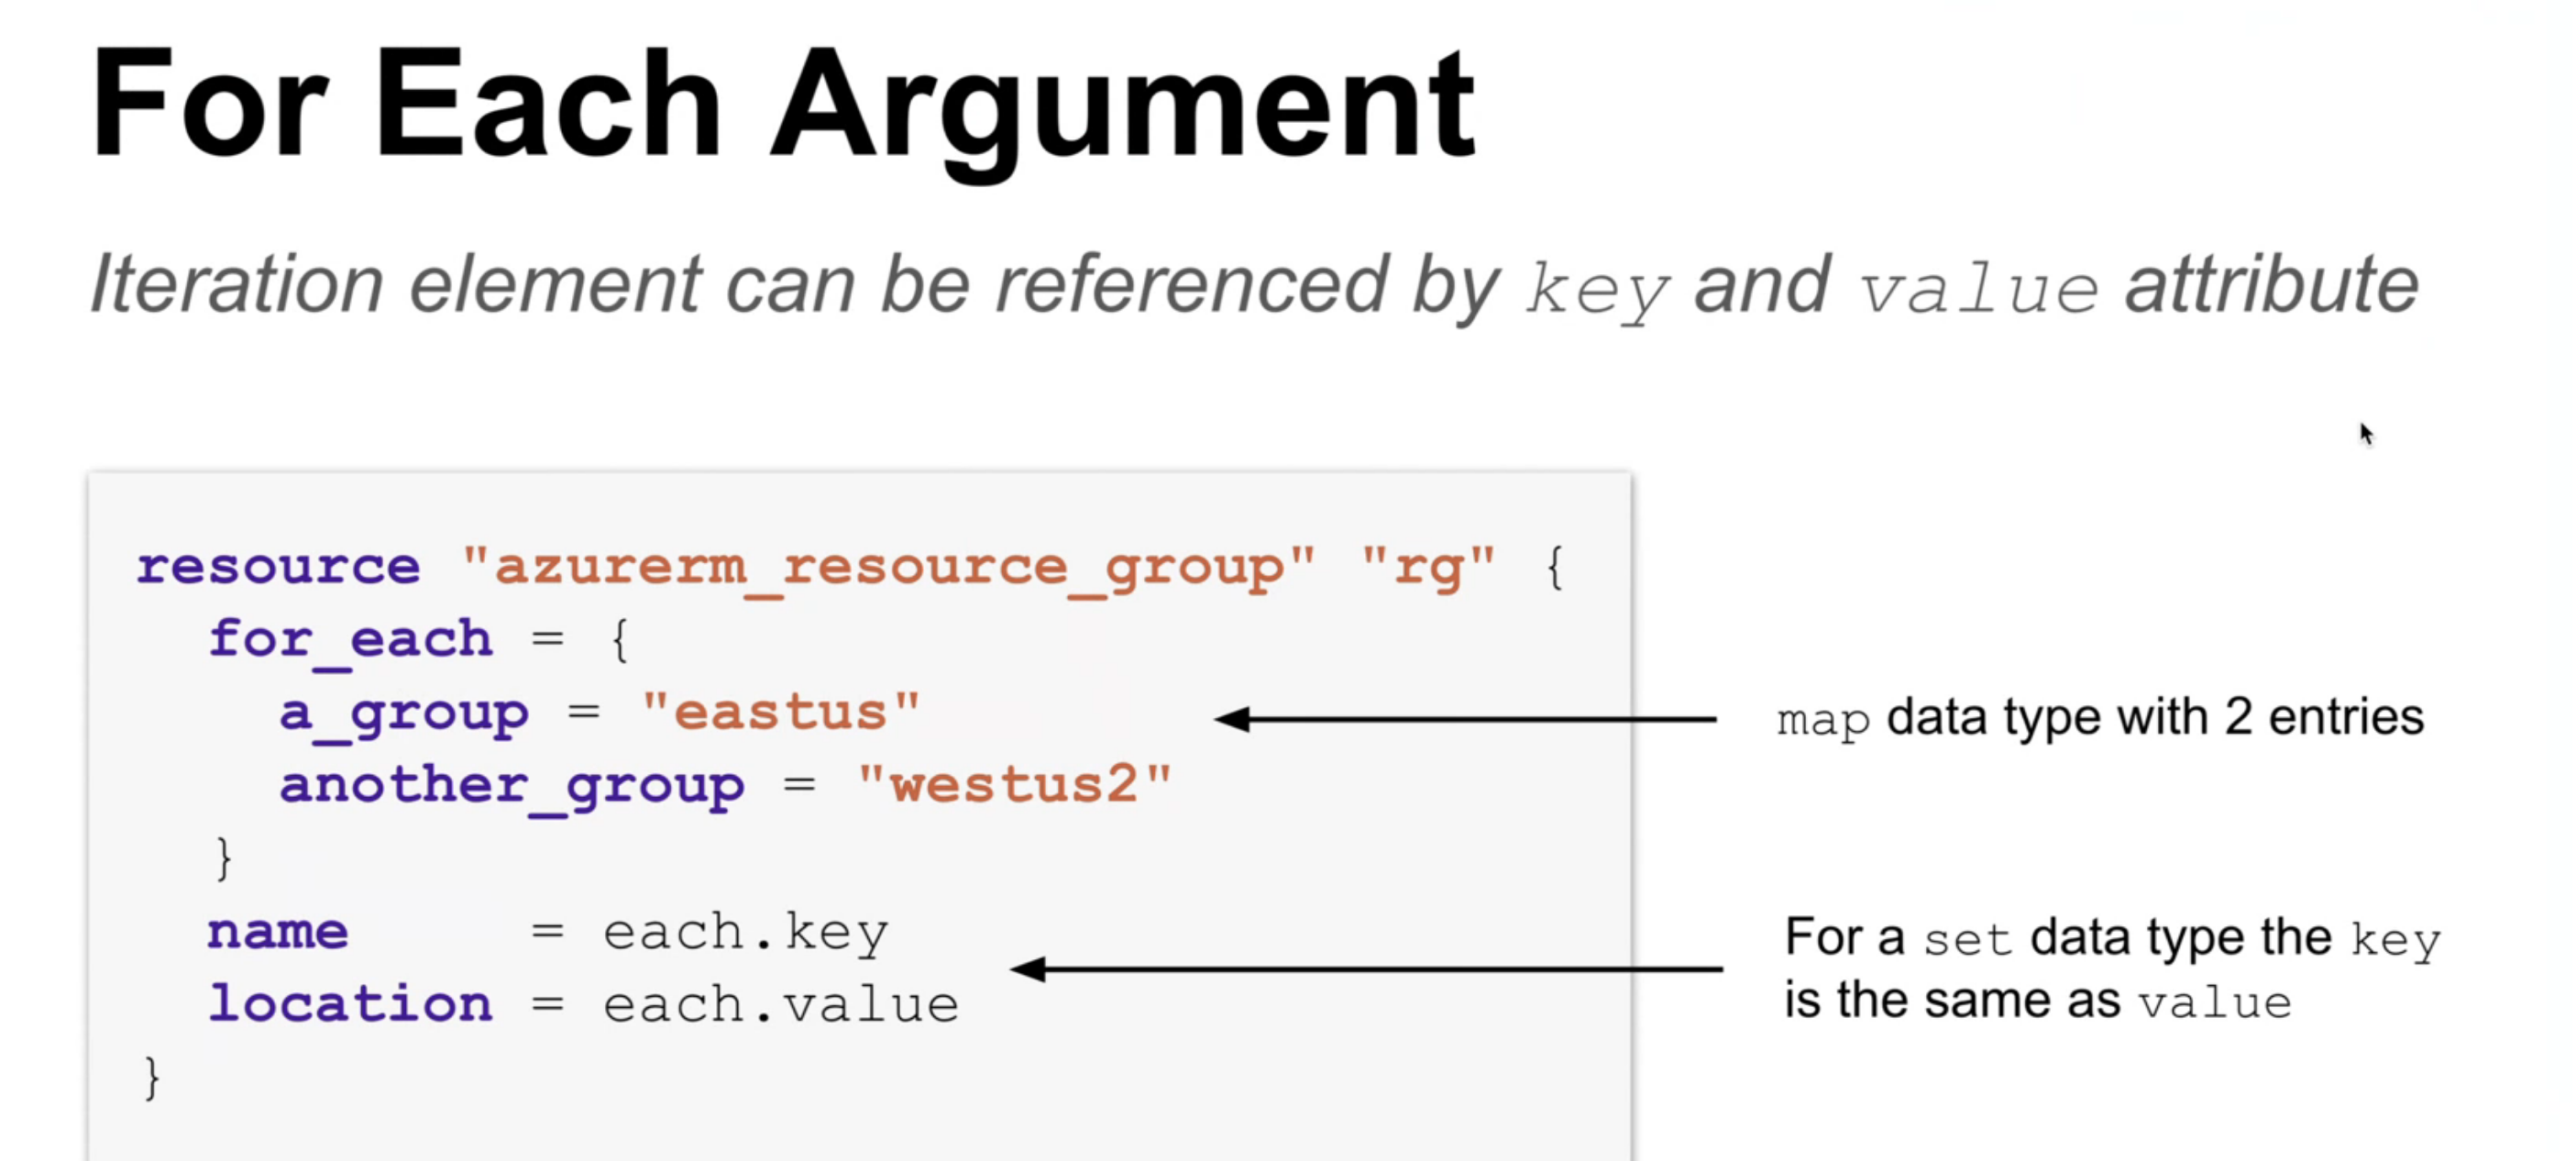 For Each Argument
Iteration element can be referenced by key and value attribute
resource "azurerm_resource_group" "rg" {
  for_each = {
    a_group = "eastus"
    another_group = "westus2"
  }
  name     = each.key
  location = each.value
}
map data type with 2 entries
For a set data type the key
is the same as value